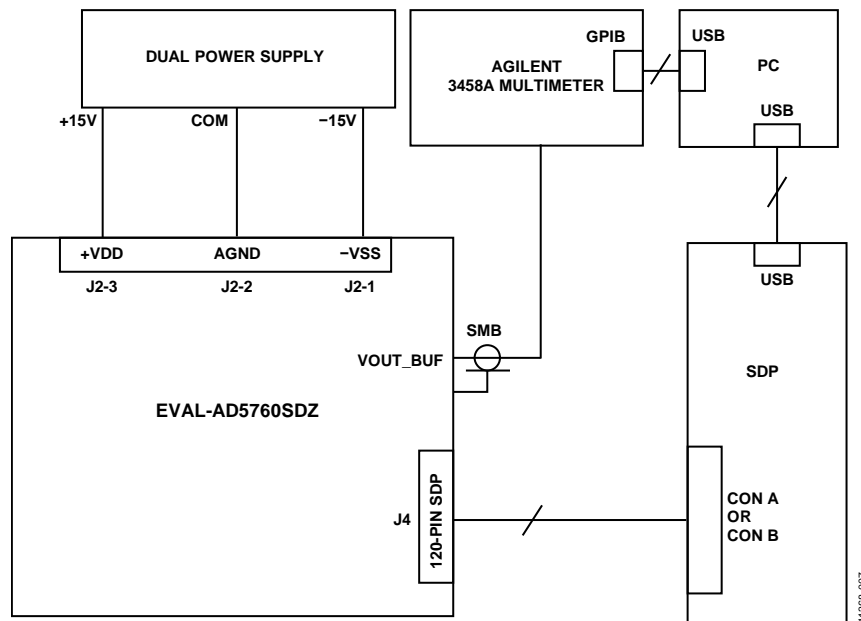 DUAL POWER SUPPLY
+15V
COM
−15V
AGILENT
3458A MULTIMETER
GPIB
USB
PC
USB
+VDD
AGND
−VSS
J2-3
J2-2
J2-1
SMB
VOUT_BUF
EVAL-AD5760SDZ
J4
120-PIN SDP
USB
SDP
CON A
OR
CON B